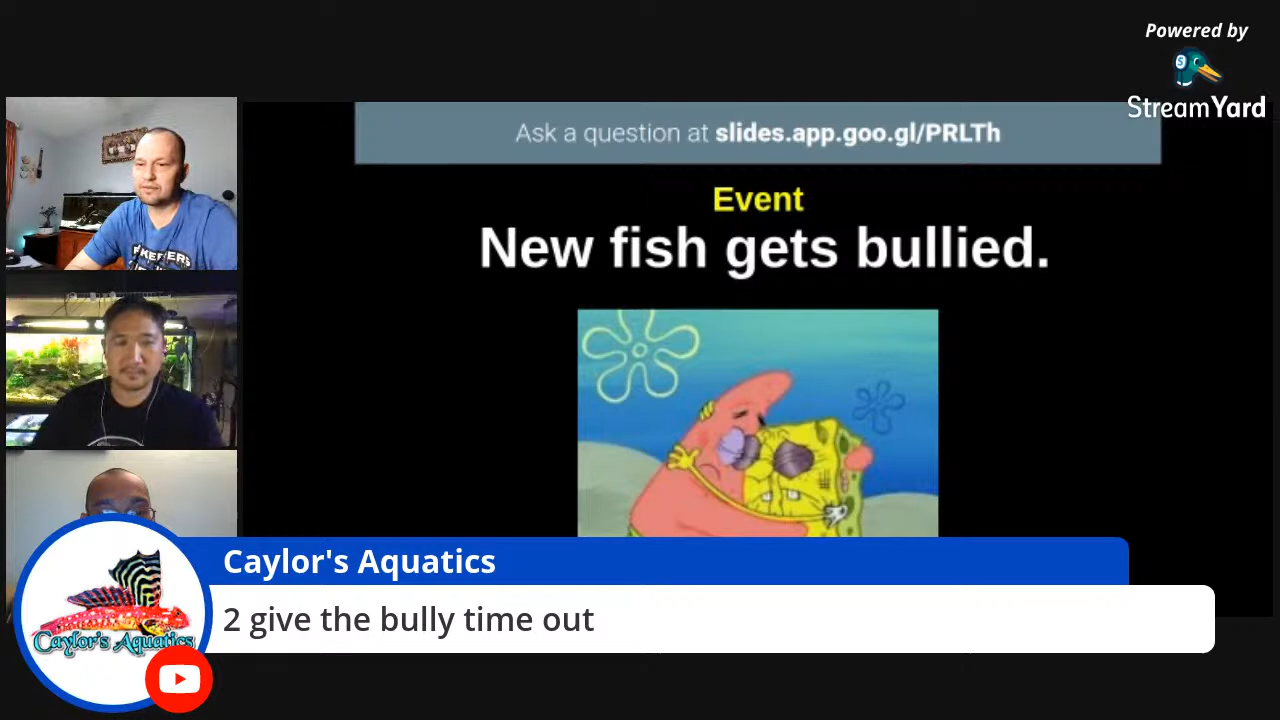 Powered by
StreamYard
Ask a question at slides.app.goo.gl/PRLTh
Event
New fish gets bullied.
KEEPERS
Caylor's Aquatics
2 give the bully time out
Caylor's Aquatics